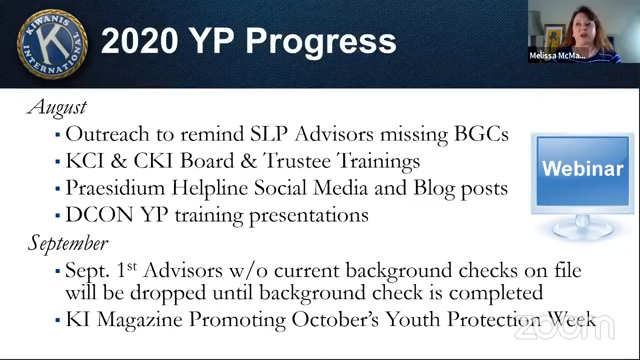 KIWANIS
K
INTERNATIONAL
2020 YP Progress
Melissa McMa...
August
▪ Outreach to remind SLP Advisors missing BGCs
▪ KCI & CKI Board & Trustee Trainings
▪ Praesidium Helpline Social Media and Blog posts
▪ DCON YP training presentations
Webinar
September
▪ Sept. 1st Advisors w/o current background checks on file
will be dropped until background check is completed
▪ KI Magazine Promoting October's Youth Protection Week
zoom